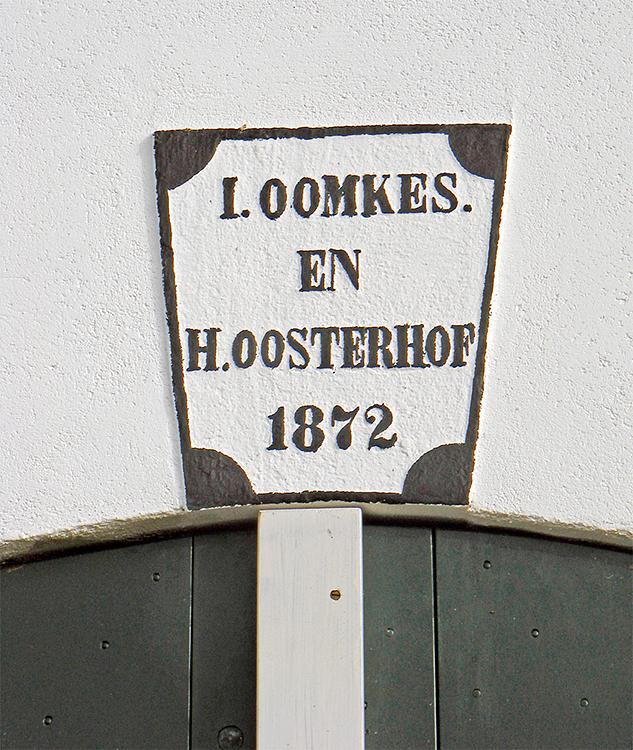 I. OOMKES.
EN
H. OOSTERHOF
1872